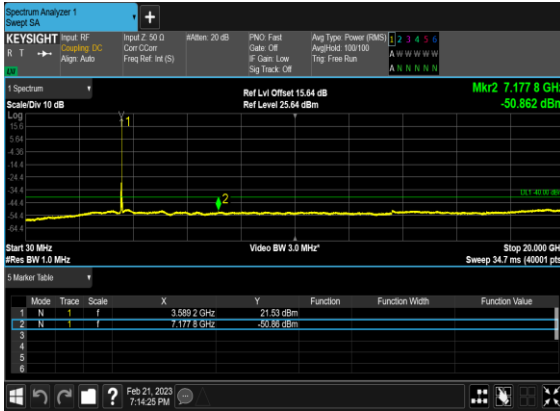 Spectrum Analyzer 1
Swept SA
+
KEYSIGHT Input: RF Input Z: 50 Ω #Atten: 20 dB PNO: Fast Avg Type: Power (RMS) 1 2 3 4 5 6
R T Coupling: DC Corr CCorr Gate: Off Avg|Hold: 100/100 A W W W W W
Align: Auto Freq Ref: Int (S) IF Gain: Low Trig: Free Run
Sig Track: Off A N N N N N
1 Spectrum Ref Lvl Offset 15.64 dB Mkr2 7.177 8 GHz
Scale/Div 10 dB Ref Level 25.64 dBm -50.862 dBm
Log
15.6 1
5.64
-4.36
-14.4
-24.4
-34.4 DL1 -40.00 dBm
-44.4 2
-54.4
-64.4
Start 30 MHz Video BW 3.0 MHz* Stop 20.000 GHz
#Res BW 1.0 MHz Sweep 34.7 ms (40001 pts)
5 Marker Table
Mode Trace Scale X Y Function Function Width Function Value
1 N 1 f 3.589 2 GHz 21.53 dBm
2 N 1 f 7.177 8 GHz -50.86 dBm
3
4
5
6
? Feb 21, 2023
7:14:25 PM